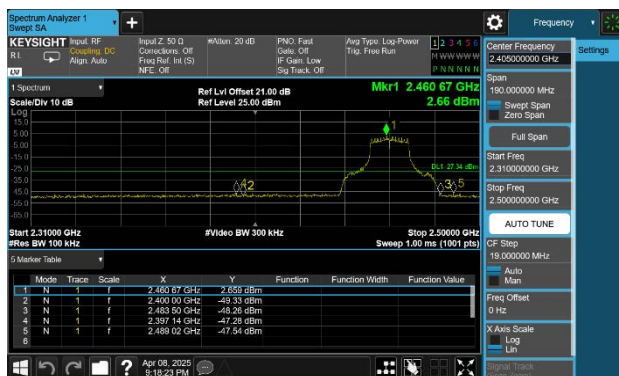 Spectrum Analyzer 1
Swept SA
+
Frequency
KEYSIGHT Input: RF Input Z: 50 Ω #Atten: 20 dB PNO: Fast Avg Type: Log-Power 1 2 3 4 5 6
R L Coupling: DC Corrections: Off Gate: Off Trig: Free Run M W W W W W
Align: Auto Freq Ref: Int (S) IF Gain: Low P N N N N N
NFE: Off Sig Track: Off
LXI
1 Spectrum Ref Lvl Offset 21.00 dB Mkr1 2.460 67 GHz
Scale/Div 10 dB Ref Level 25.00 dBm 2.66 dBm
Log
15.0
5.00
-5.00
-15.0
-25.0
DL1 -27.34 dBm
-35.0
-45.0
-55.0
-65.0
1
4 2 3 5
Start 2.31000 GHz #Video BW 300 kHz Stop 2.50000 GHz
#Res BW 100 kHz Sweep 1.00 ms (1001 pts)
5 Marker Table
Mode Trace Scale X Y Function Function Width Function Value
1 N 1 f 2.460 67 GHz 2.659 dBm
2 N 1 f 2.400 00 GHz -49.33 dBm
3 N 1 f 2.483 50 GHz -48.26 dBm
4 N 1 f 2.397 14 GHz -47.28 dBm
5 N 1 f 2.489 02 GHz -47.54 dBm
6
Apr 08, 2025
9:18:23 PM
?
Center Frequency
2.405000000 GHz
Settings
Span
190.000000 MHz
Swept Span
Zero Span
Full Span
Start Freq
2.310000000 GHz
Stop Freq
2.500000000 GHz
AUTO TUNE
CF Step
19.000000 MHz
Auto
Man
Freq Offset
0 Hz
X Axis Scale
Log
Lin
Signal Track